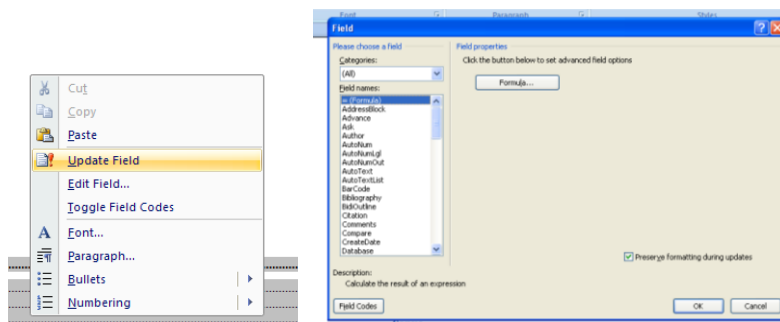 Cut
Copy
Paste
Update Field
Edit Field...
Toggle Field Codes
A Font...
Paragraph...
Bullets
Numbering
Font
Paragraph
Styles
Field
Please choose a field
Categories:
(All)
Field names:
= (Formula)
AddressBlock
Advance
Ask
Author
AutoNum
AutoNumLgl
AutoNumOut
AutoText
AutoTextList
BarCode
Bibliography
BidiOutline
Citation
Comments
Compare
CreateDate
Database
Field properties
Click the button below to set advanced field options
Formula...
Preserve formatting during updates
Description:
Calculate the result of an expression
Field Codes
OK
Cancel